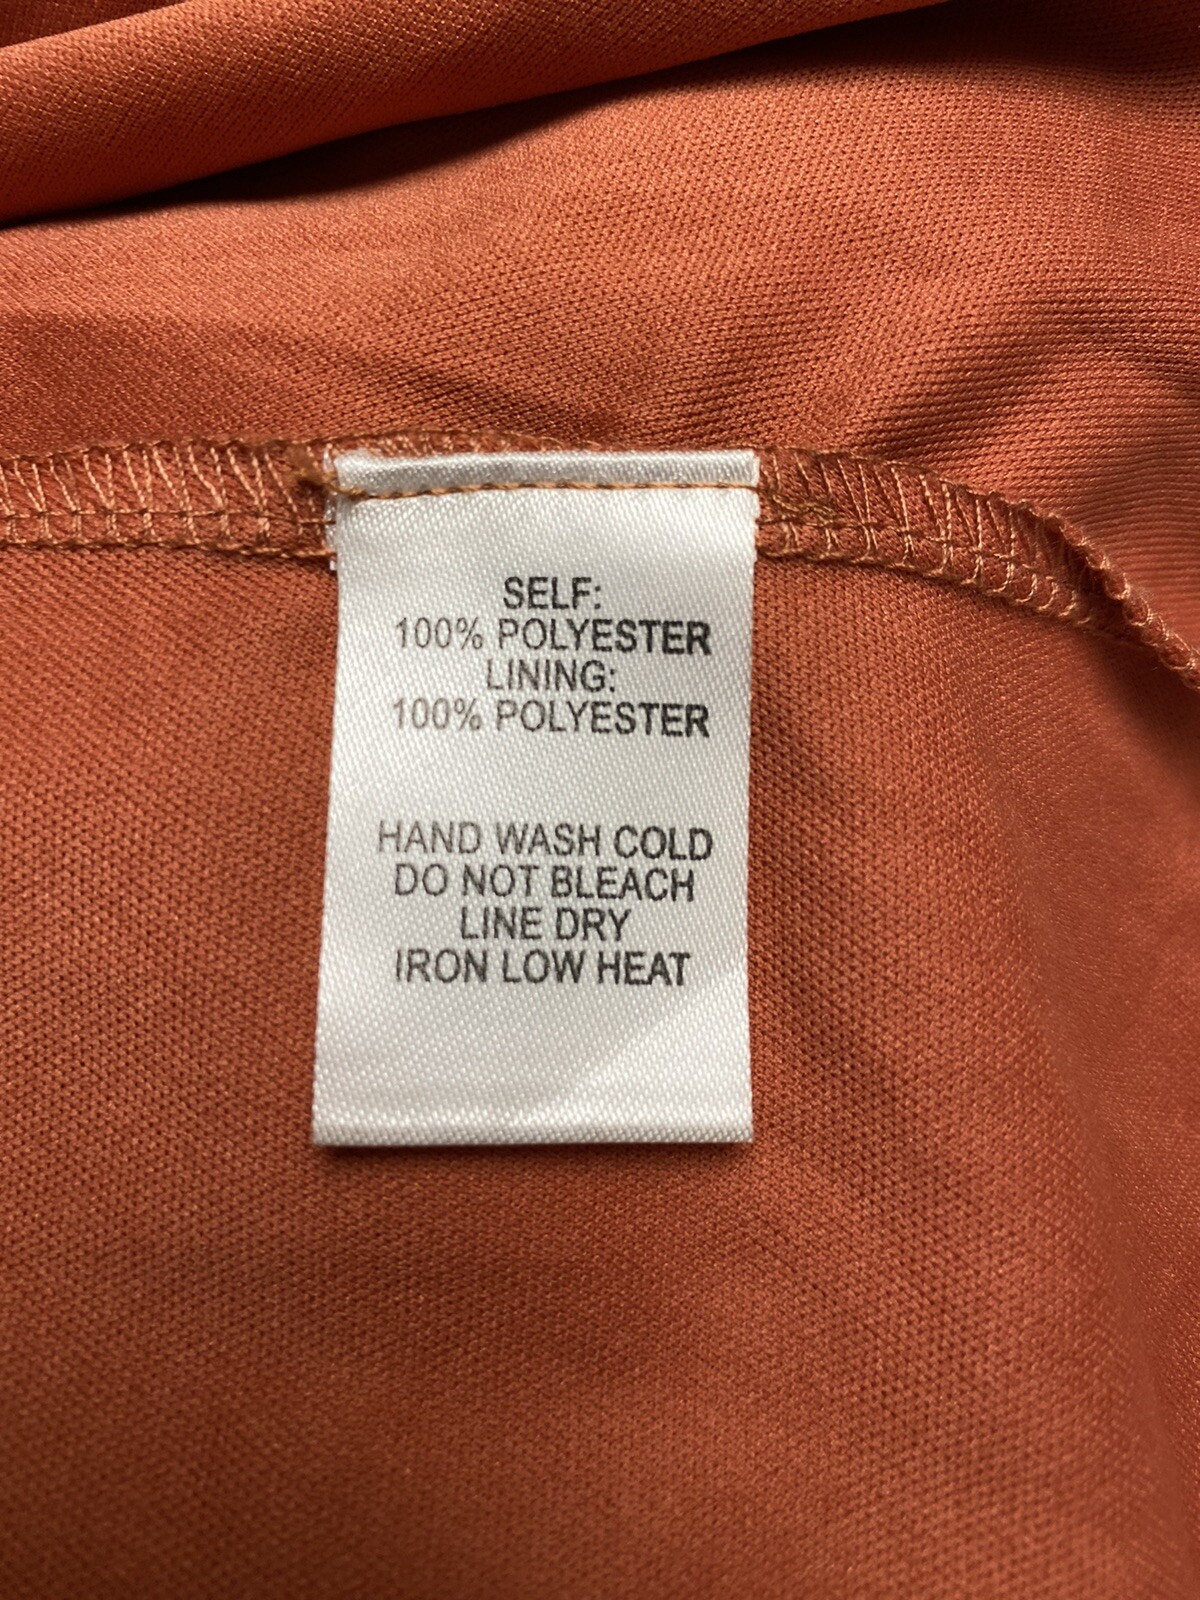 SELF:
100% POLYESTER
LINING:
100% POLYESTER
HAND WASH COLD
DO NOT BLEACH
LINE DRY
IRON LOW HEAT